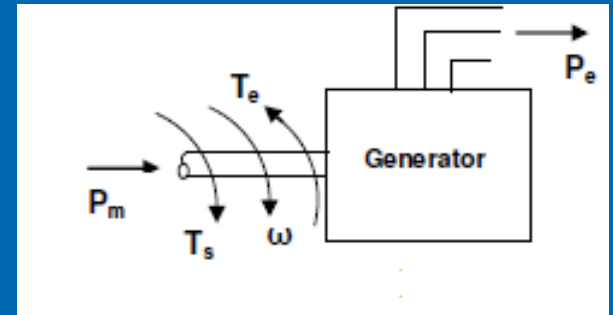 Pe
Te
Generator
Pm
Ts
ω